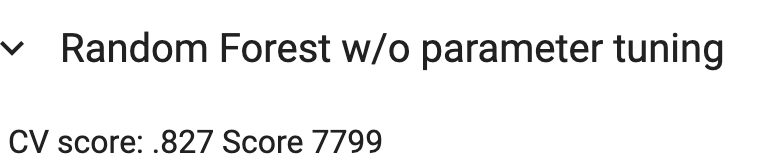 Random Forest w/o parameter tuning
CV score: .827 Score 7799